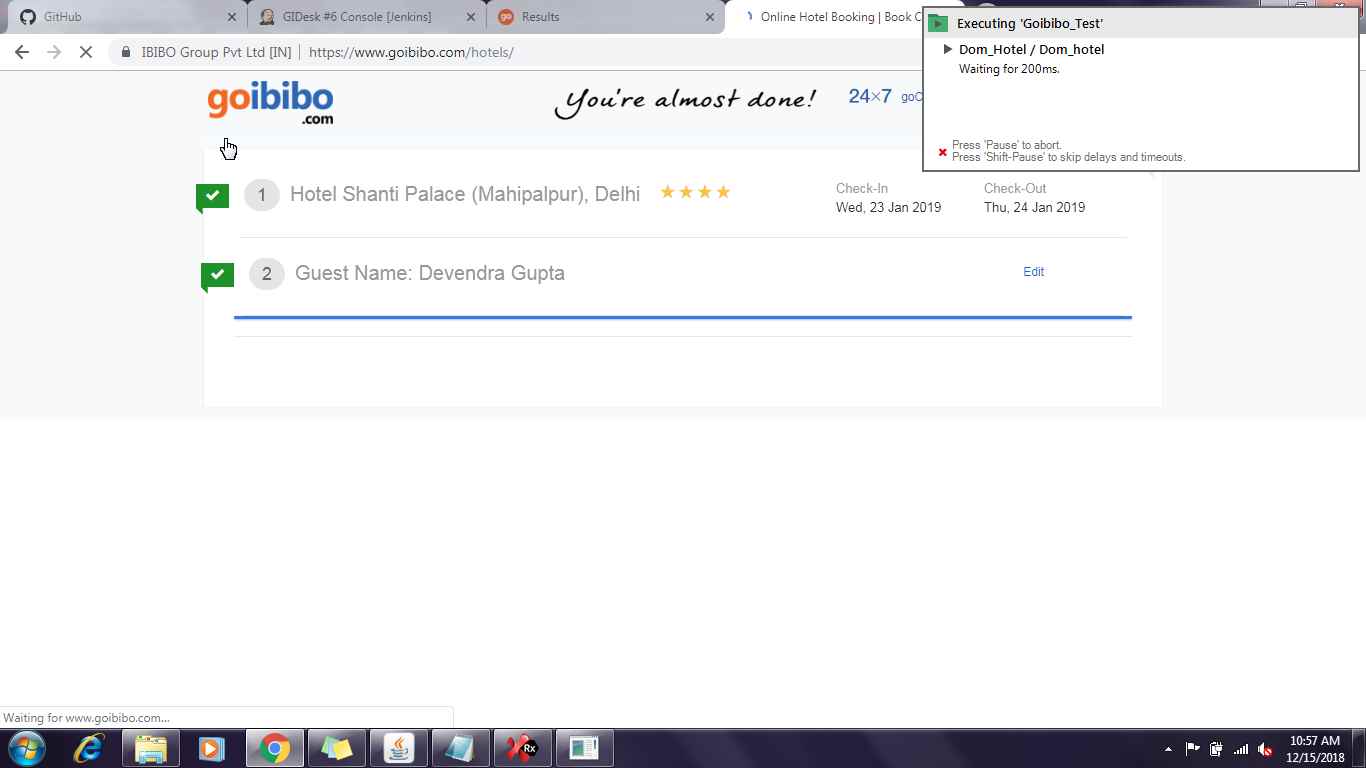 GitHub
GIDesk #6 Console [Jenkins]
Results
Online Hotel Booking | Book
IBIBO Group Pvt Ltd [IN] | https://www.goibibo.com/hotels/
Executing 'Goibibo_Test'
Dom_Hotel / Dom_hotel
Waiting for 200ms.
Press 'Pause' to abort.
Press 'Shift-Pause' to skip delays and timeouts.
goibibo
.com
You're almost done!
24×7
1 Hotel Shanti Palace (Mahipalpur), Delhi
Check-In
Wed, 23 Jan 2019
Check-Out
Thu, 24 Jan 2019
2 Guest Name: Devendra Gupta
Edit
Waiting for www.goibibo.com...
Rx
10:57 AM
12/15/2018